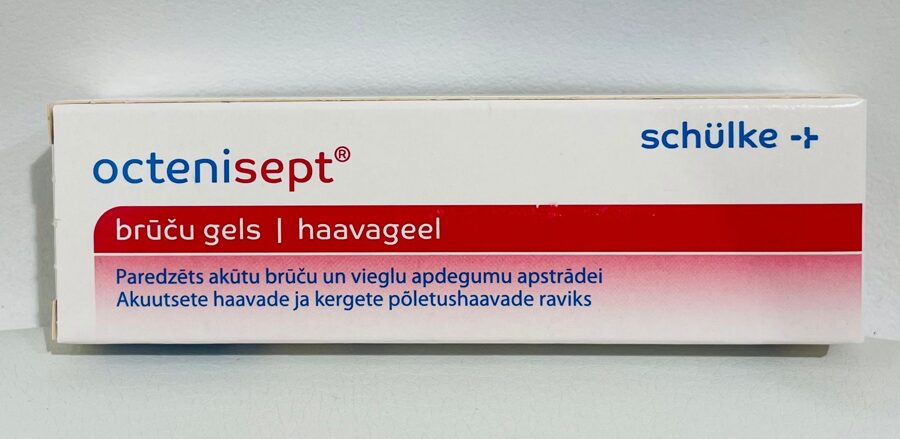 schülke
octenisept®
brūču gels | haavageel
Paredzēts akūtu brūču un vieglu apdegumu apstrādei
Akuutsete haavade ja kergete põletushaavade raviks